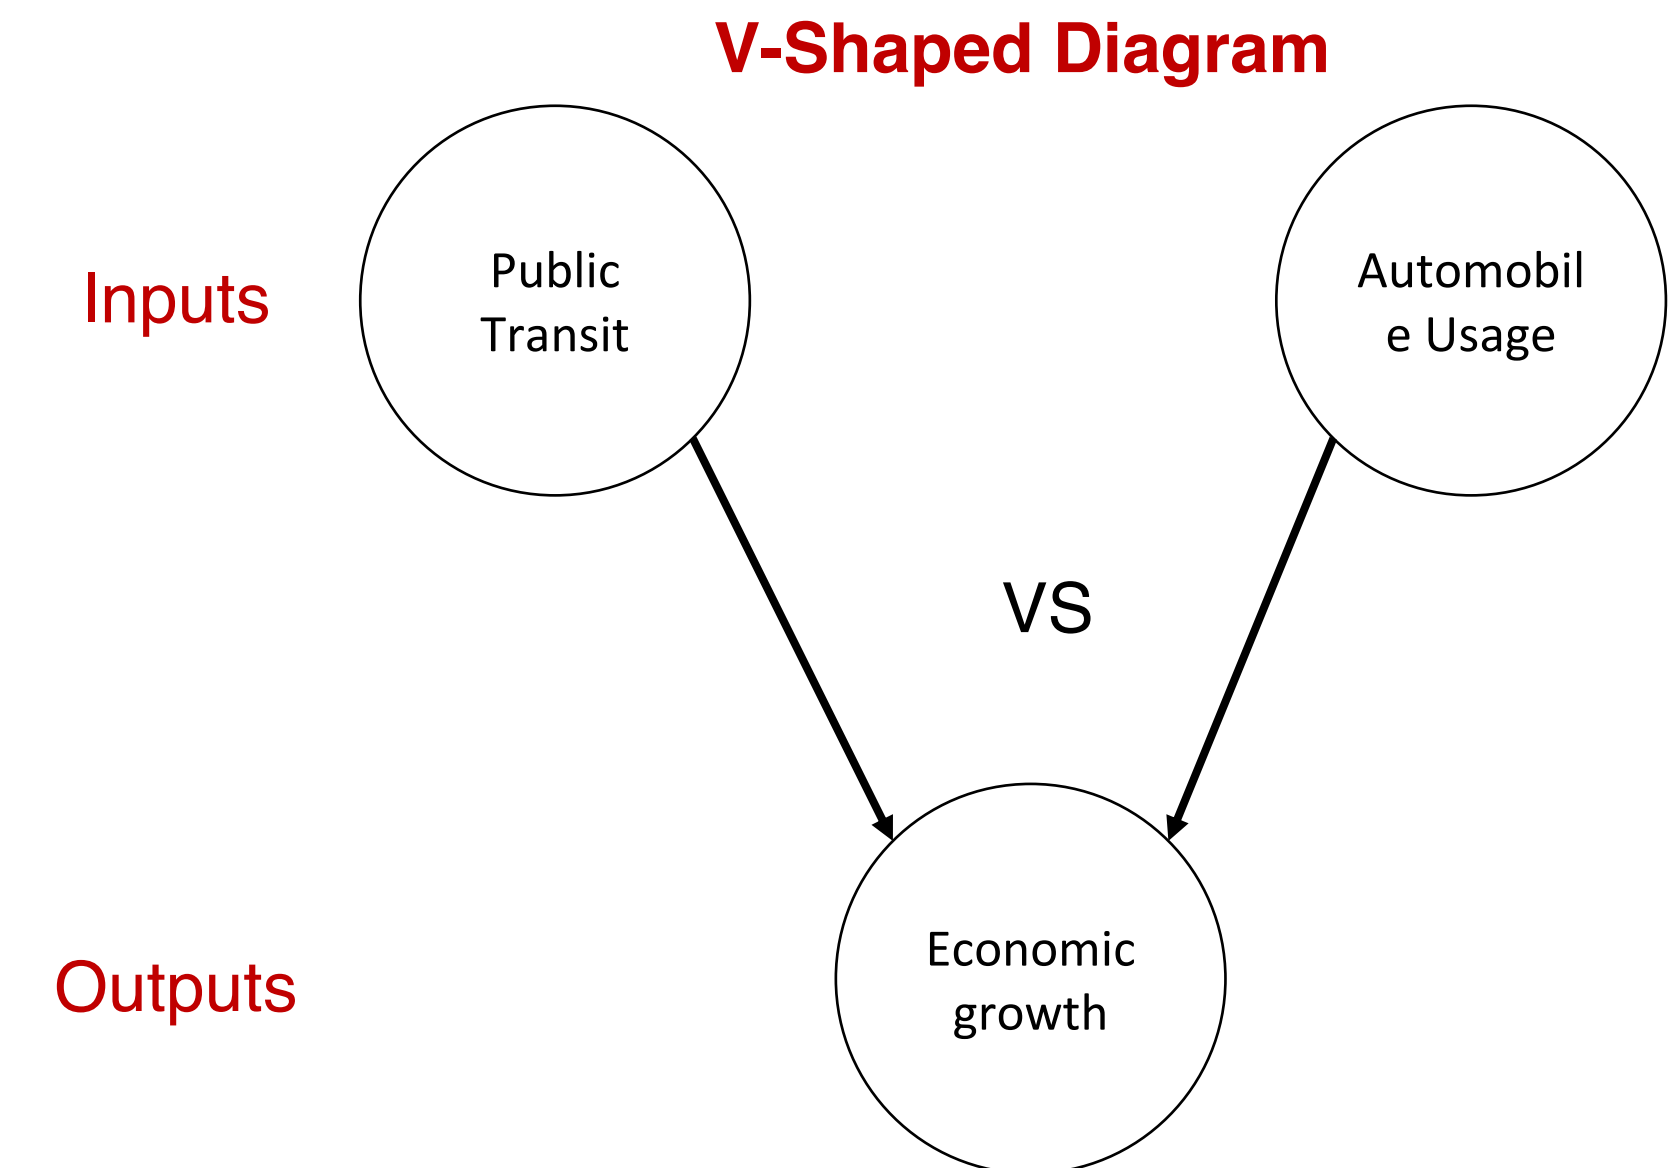 V-Shaped Diagram
Inputs
Public
Transit
Automobil
e Usage
VS
Outputs
Economic
growth